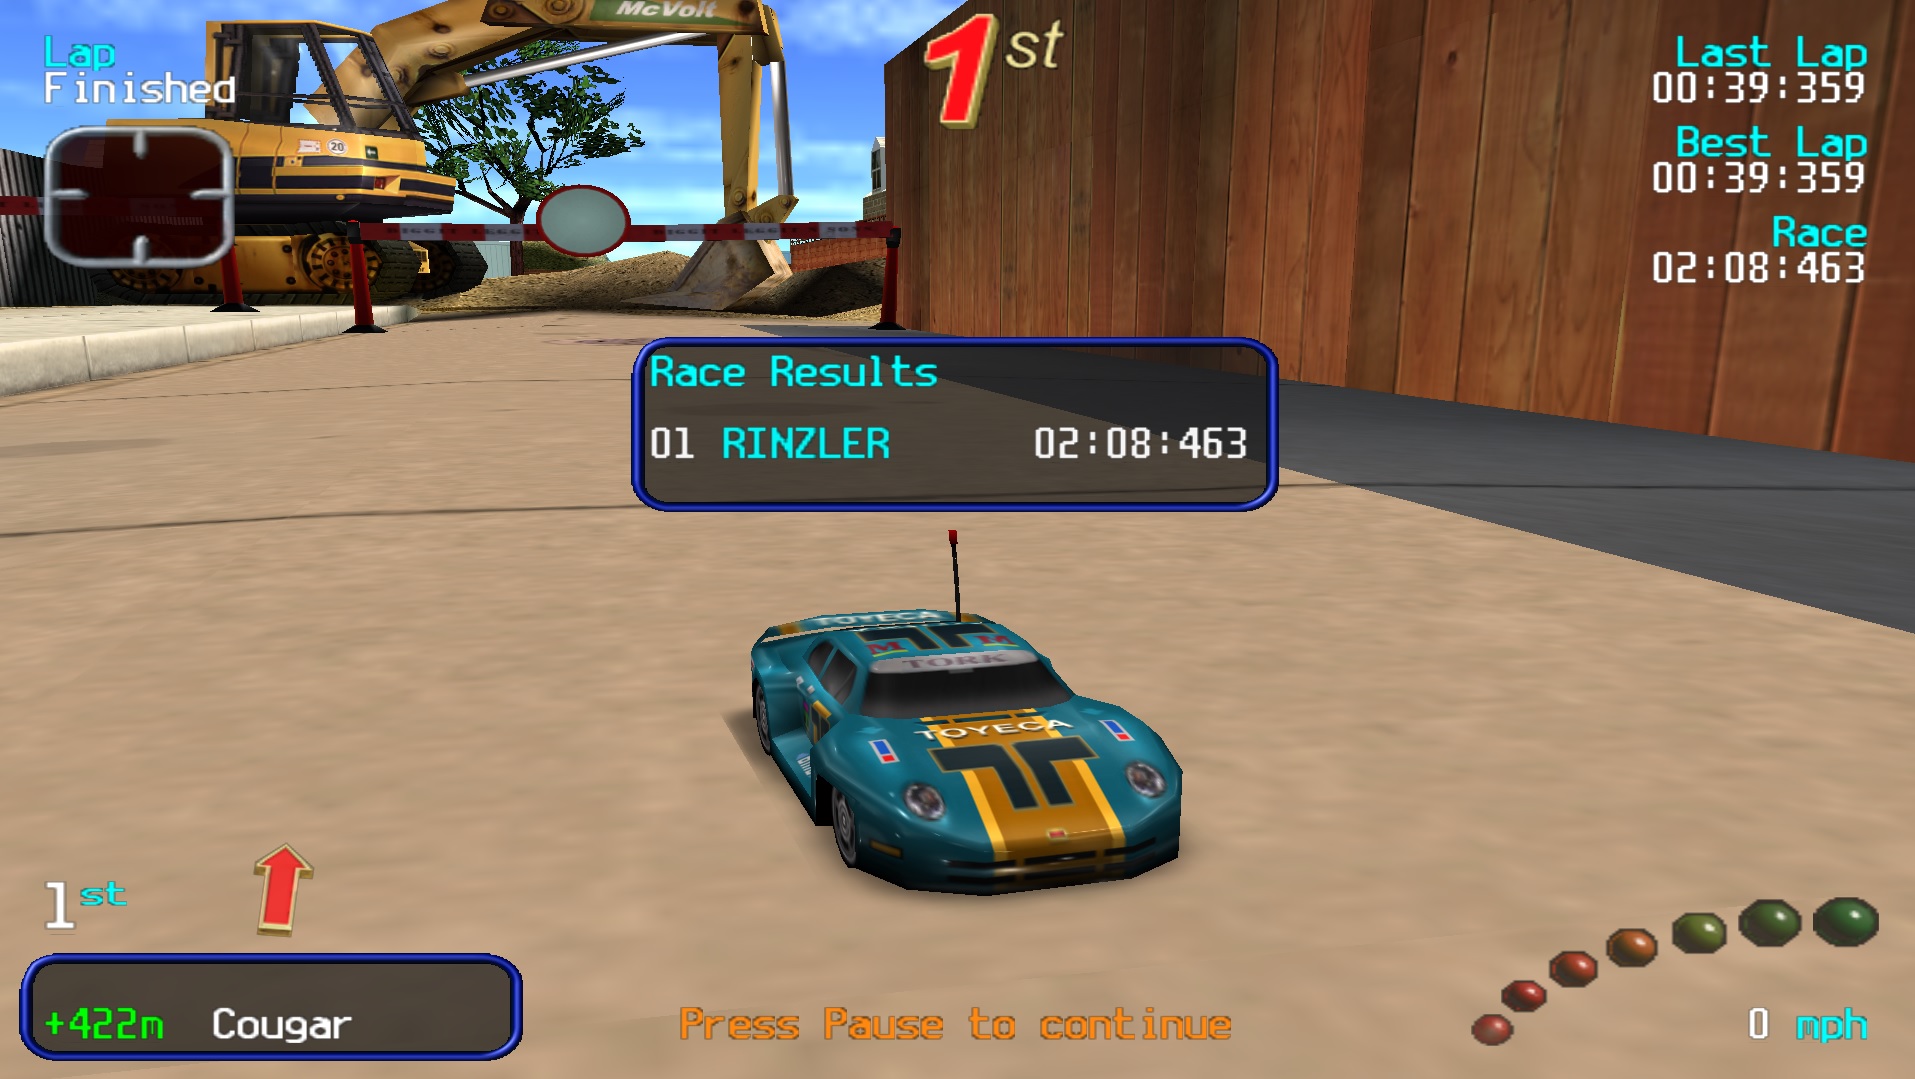 McVolt
1st
Lap
Finished
Last Lap
00:39:359
Best Lap
00:39:359
Race
02:08:463
20
Race Results
01 RINZLER 02:08:463
TOYECA
M M
TORK
TOYECA
1st
+422m Cougar
Press Pause to continue
0 mph